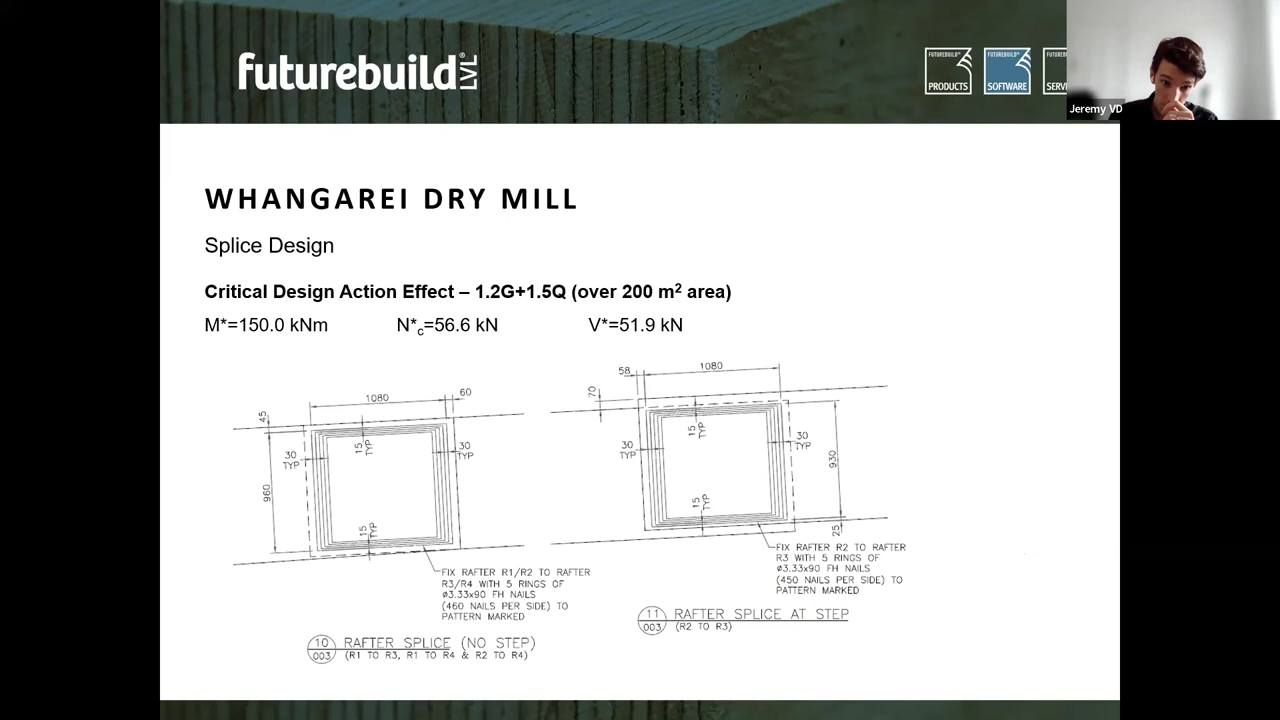 futurebuild LVL®
FUTUREBUILD® PRODUCTS
FUTUREBUILD® SOFTWARE
Jeremy VD
WHANGAREI DRY MILL
Splice Design
Critical Design Action Effect – 1.2G+1.5Q (over 200 m² area)
M*=150.0 kNm N*c=56.6 kN V*=51.9 kN
1080
60
45
15 TYP
30 TYP
30 TYP
960
15 TYP
FIX RAFTER R1/R2 TO RAFTER
R3/R4 WITH 5 RINGS OF
ø3.33x90 FH NAILS
(460 NAILS PER SIDE) TO
PATTERN MARKED
10
003
RAFTER SPLICE (NO STEP)
(R1 TO R3, R1 TO R4 & R2 TO R4)
58
1080
70
15 TYP
30 TYP
30 TYP
930
15 TYP
25
FIX RAFTER R2 TO RAFTER
R3 WITH 5 RINGS OF
ø3.33x90 FH NAILS
(450 NAILS PER SIDE) TO
PATTERN MARKED
11
003
RAFTER SPLICE AT STEP
(R2 TO R3)